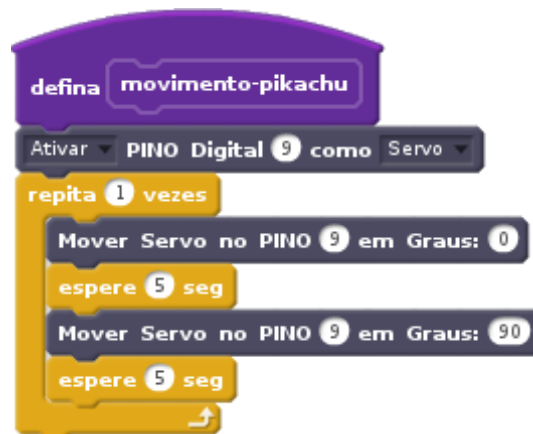 defina movimento-pikachu
Ativar PINO Digital 9 como Servo
repita 1 vezes
Mover Servo no PINO 9 em Graus: 0
espere 5 seg
Mover Servo no PINO 9 em Graus: 90
espere 5 seg